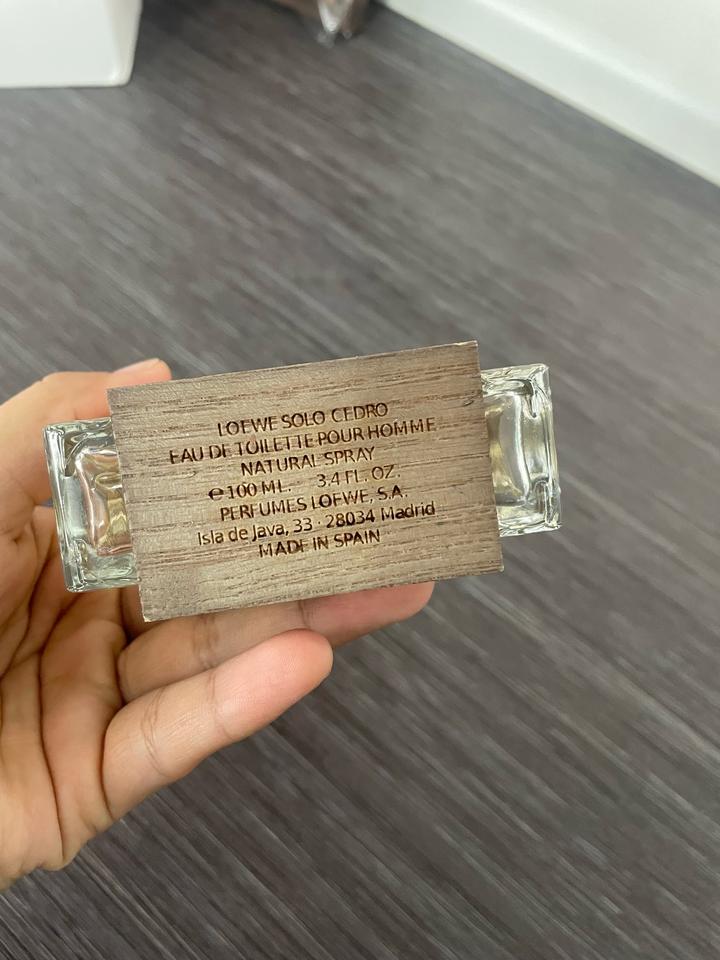 LOEWE SOLO CEDRO
EAU DE TOILETTE POUR HOMME
NATURAL SPRAY
℮ 100 ML. 3.4 FL. OZ.
PERFUMES LOEWE, S.A.
Isla de Java, 33 · 28034 Madrid
MADE IN SPAIN